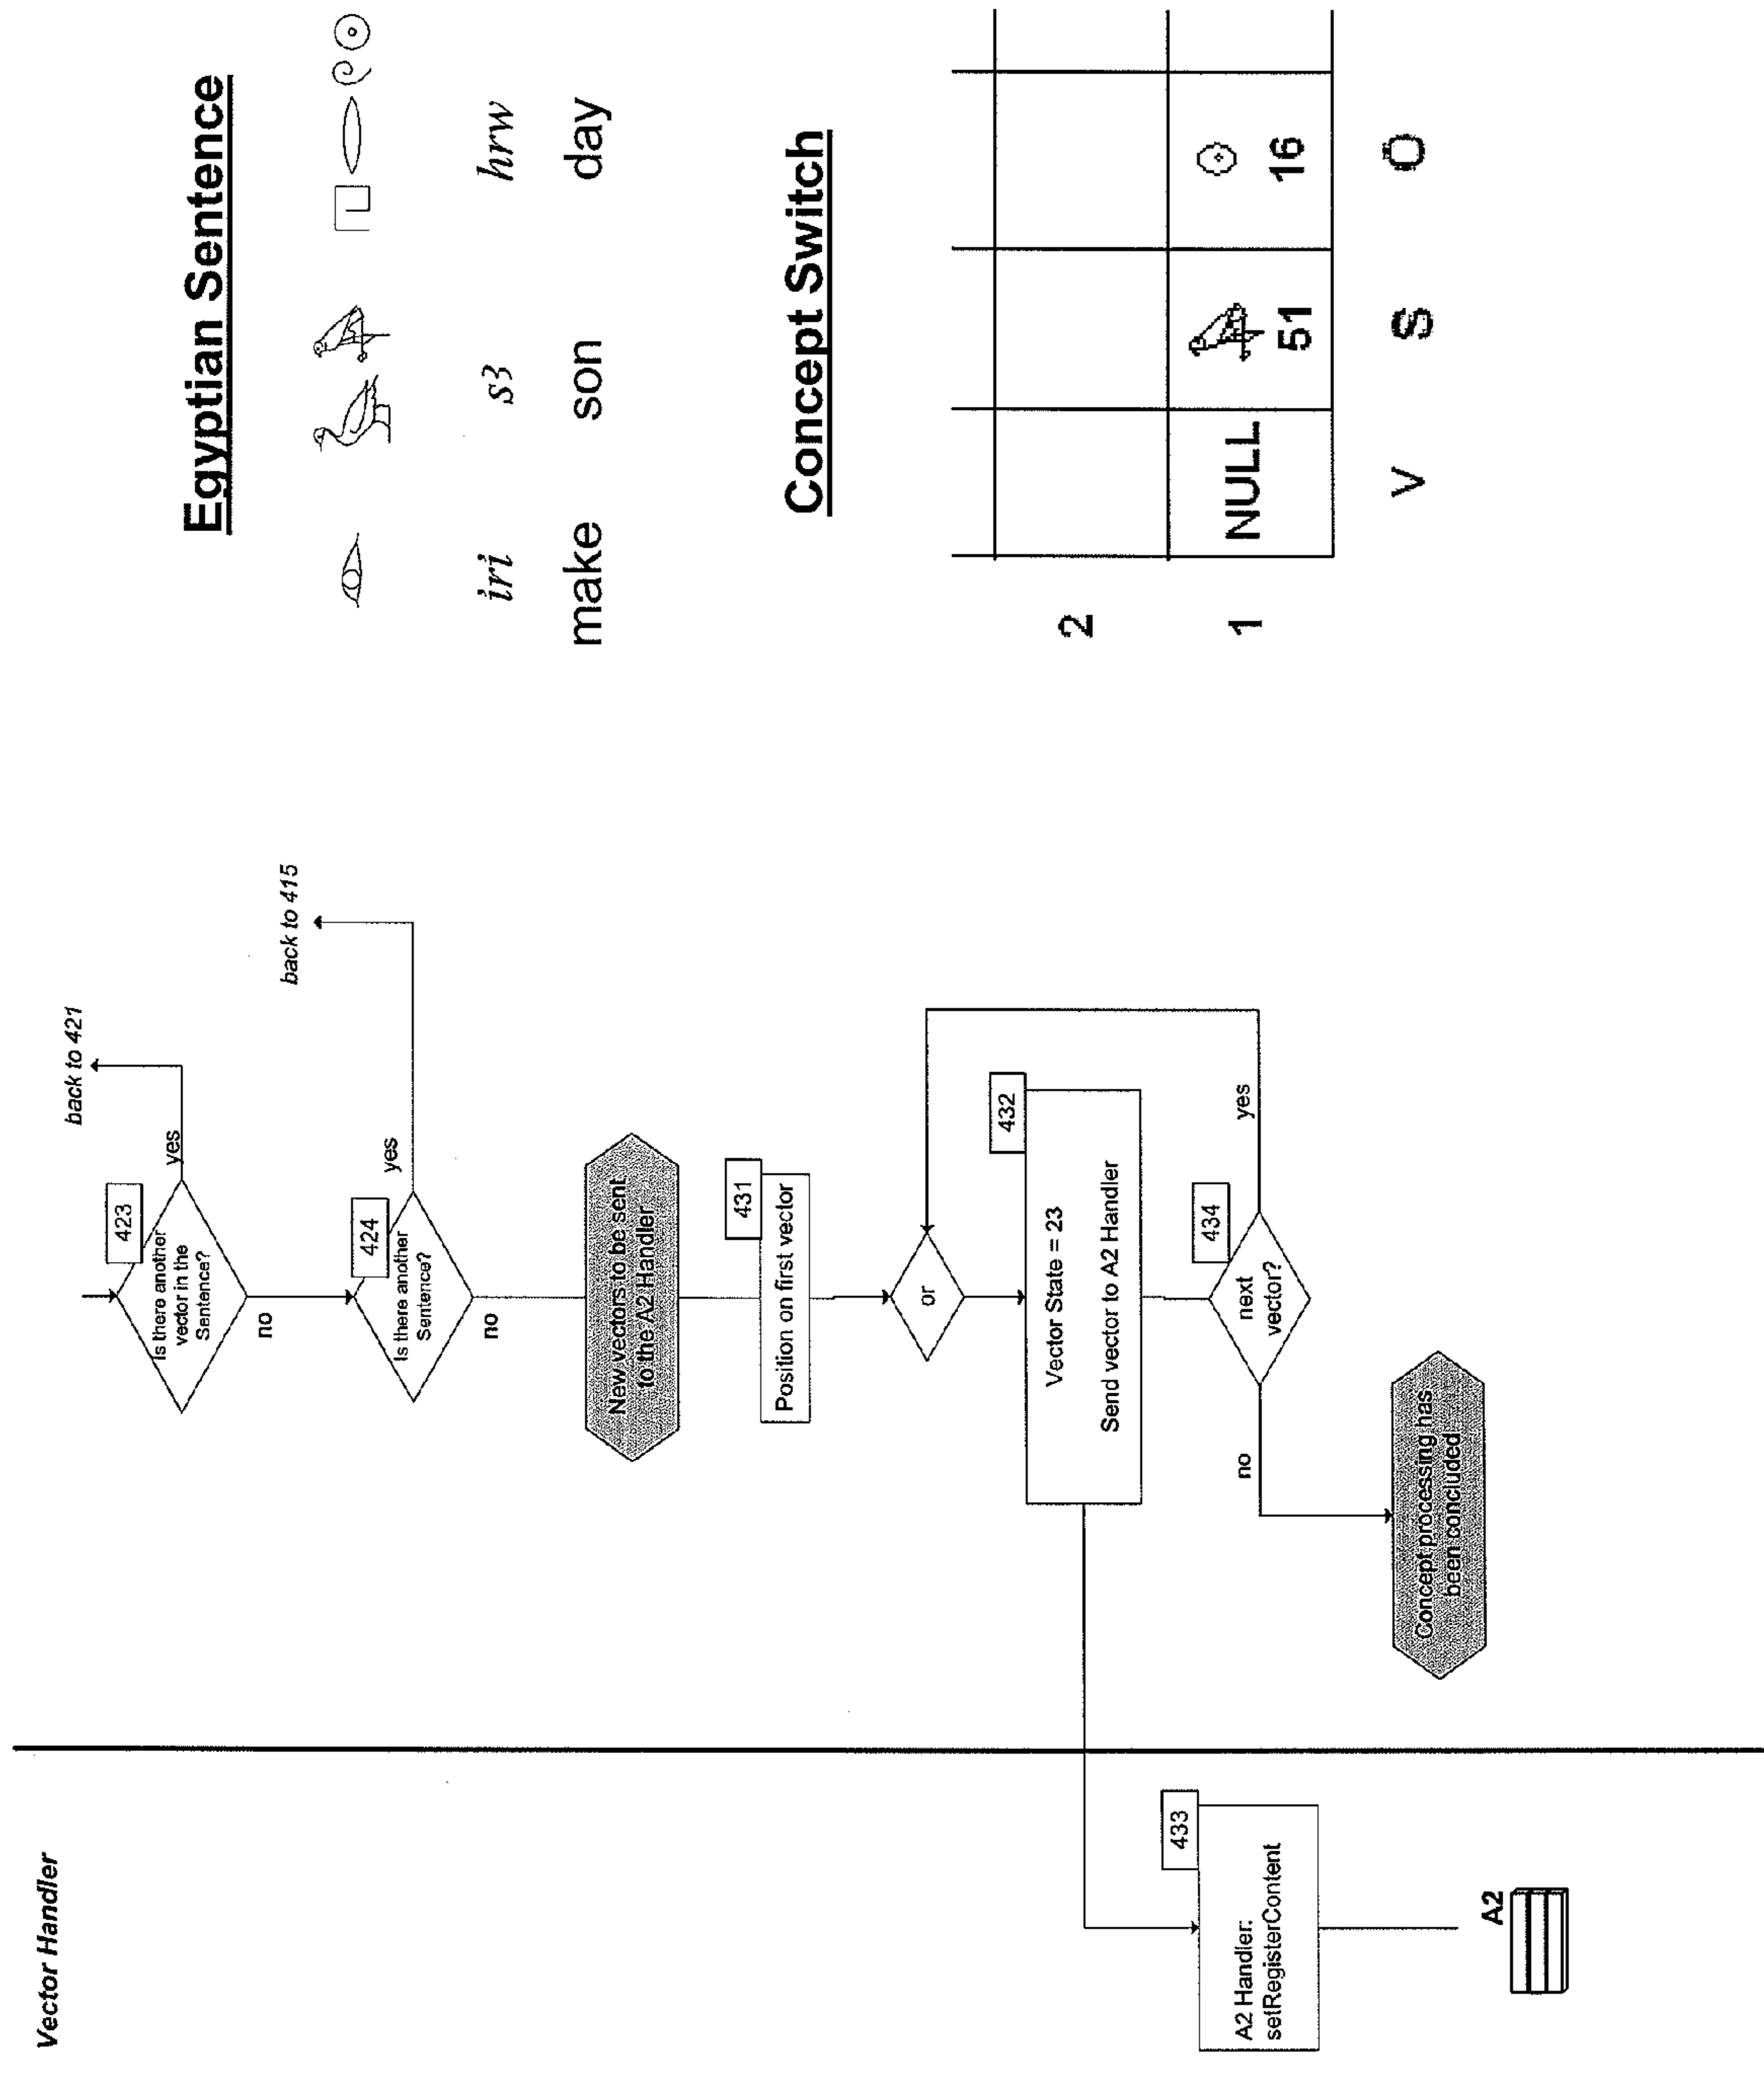 Vector Handler
423
Is there another
vector in the
Sentence?
yes
back to 421
no
424
Is there another
Sentence?
yes
back to 415
no
New vectors to be sent
to the A2 Handler
431
Position on first vector
or
432
Vector State = 23
Send vector to A2 Handler
433
A2 Handler:
setRegisterContent
A2
434
next
vector?
yes
no
Concept processing has
been concluded
Egyptian Sentence
𓁹 𓅭𓅆 𓉔𓂋𓏲𓇳
iri s3 hrw
make son day
Concept Switch
2
1 NULL 𓅆 𓇳
51 16
V S O